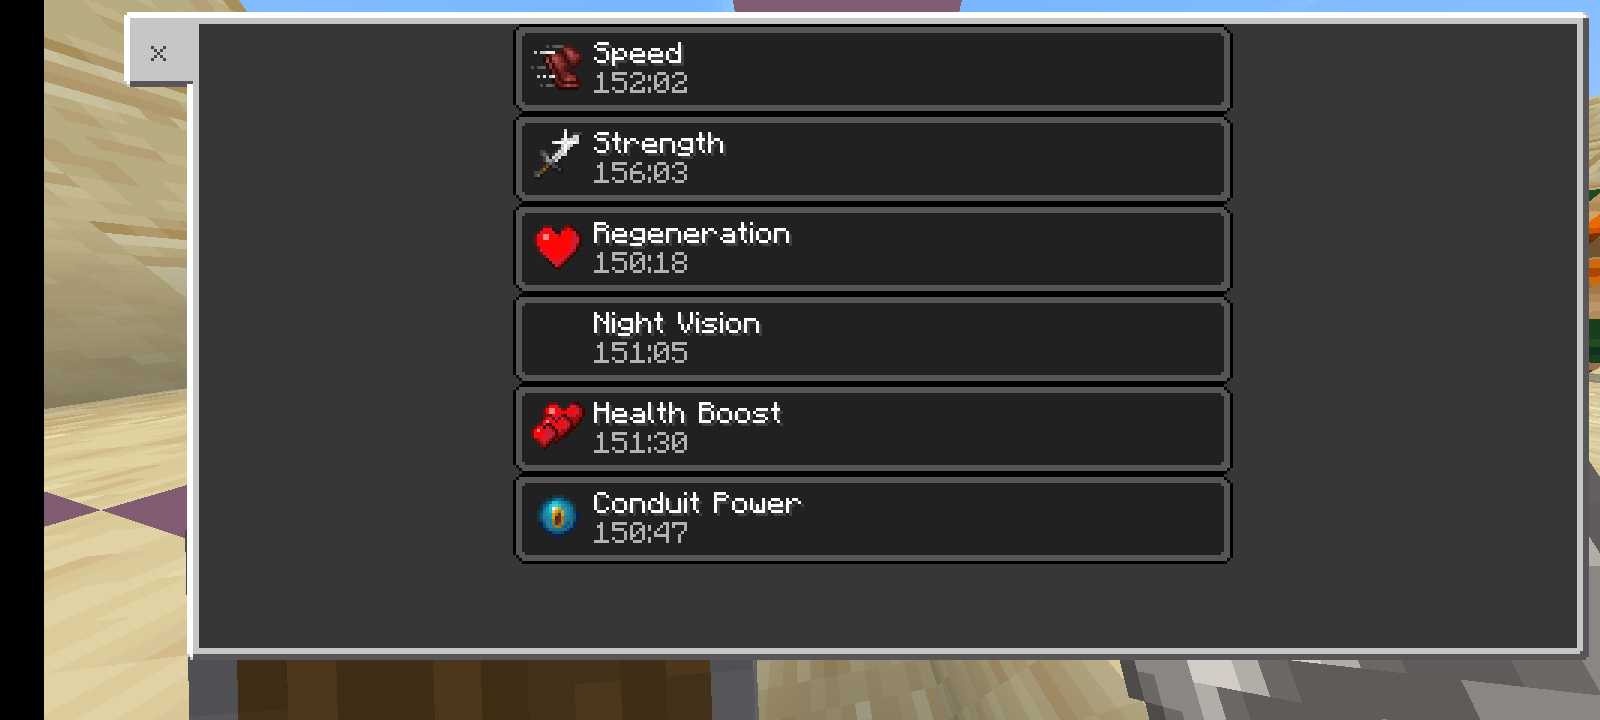 Speed
152:02
Strength
156:03
Regeneration
150:18
Night Vision
151:05
Health Boost
151:30
Conduit Power
150:47